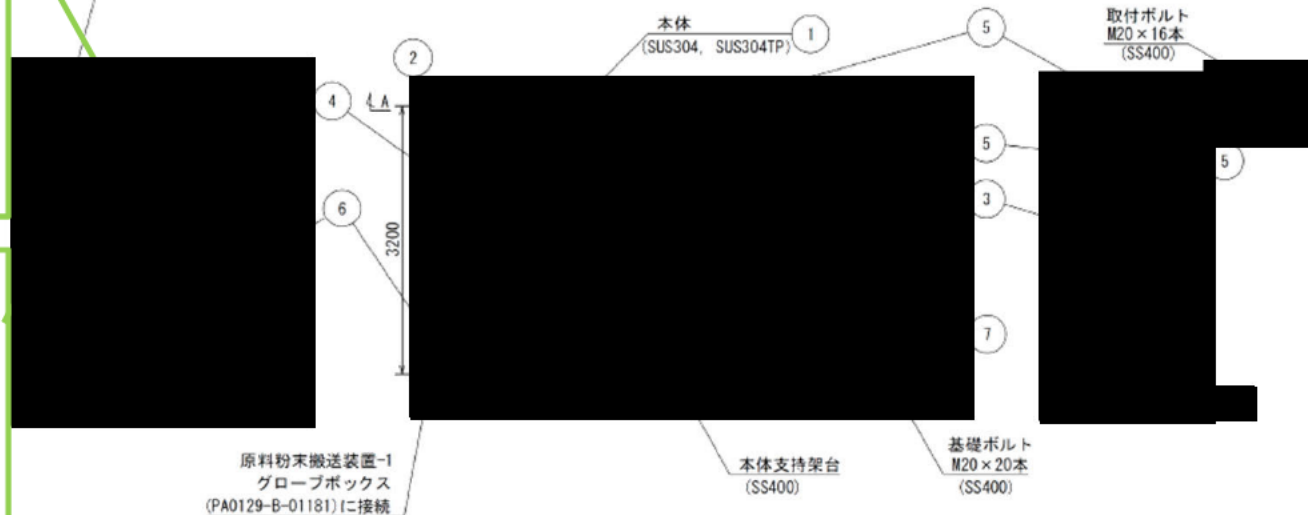 取付ボルト
M20×16本
(SS400)
本体
(SUS304, SUS304TP)
1
5
2
4
℄ A
5
5
3
6
3200
7
原料粉末搬送装置-1
グローブボックス
(PA0129-B-01181)に接続
本体支持架台
(SS400)
基礎ボルト
M20×20本
(SS400)